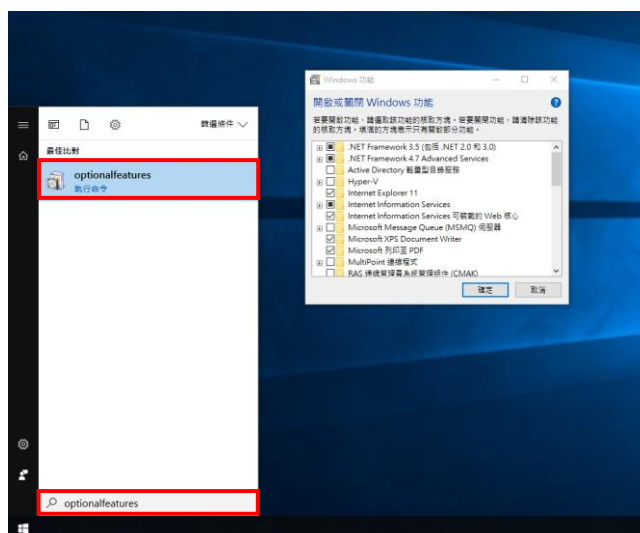 篩選條件
最佳比對
optionalfeatures
執行命令
optionalfeatures
Windows 功能
開啟或關閉 Windows 功能
若要開啟功能，請選取該功能的核取方塊。若要關閉功能，請清除該功能
的核取方塊。填滿的方塊表示只有開啟部分功能。
.NET Framework 3.5 (包括 .NET 2.0 和 3.0)
.NET Framework 4.7 Advanced Services
Active Directory 輕量型目錄服務
Hyper-V
Internet Explorer 11
Internet Information Services
Internet Information Services 可裝載的 Web 核心
Microsoft Message Queue (MSMQ) 伺服器
Microsoft XPS Document Writer
Microsoft 列印至 PDF
MultiPoint 連接程式
RAS 連線管理員系統管理組件 (CMAK)
確定
取消